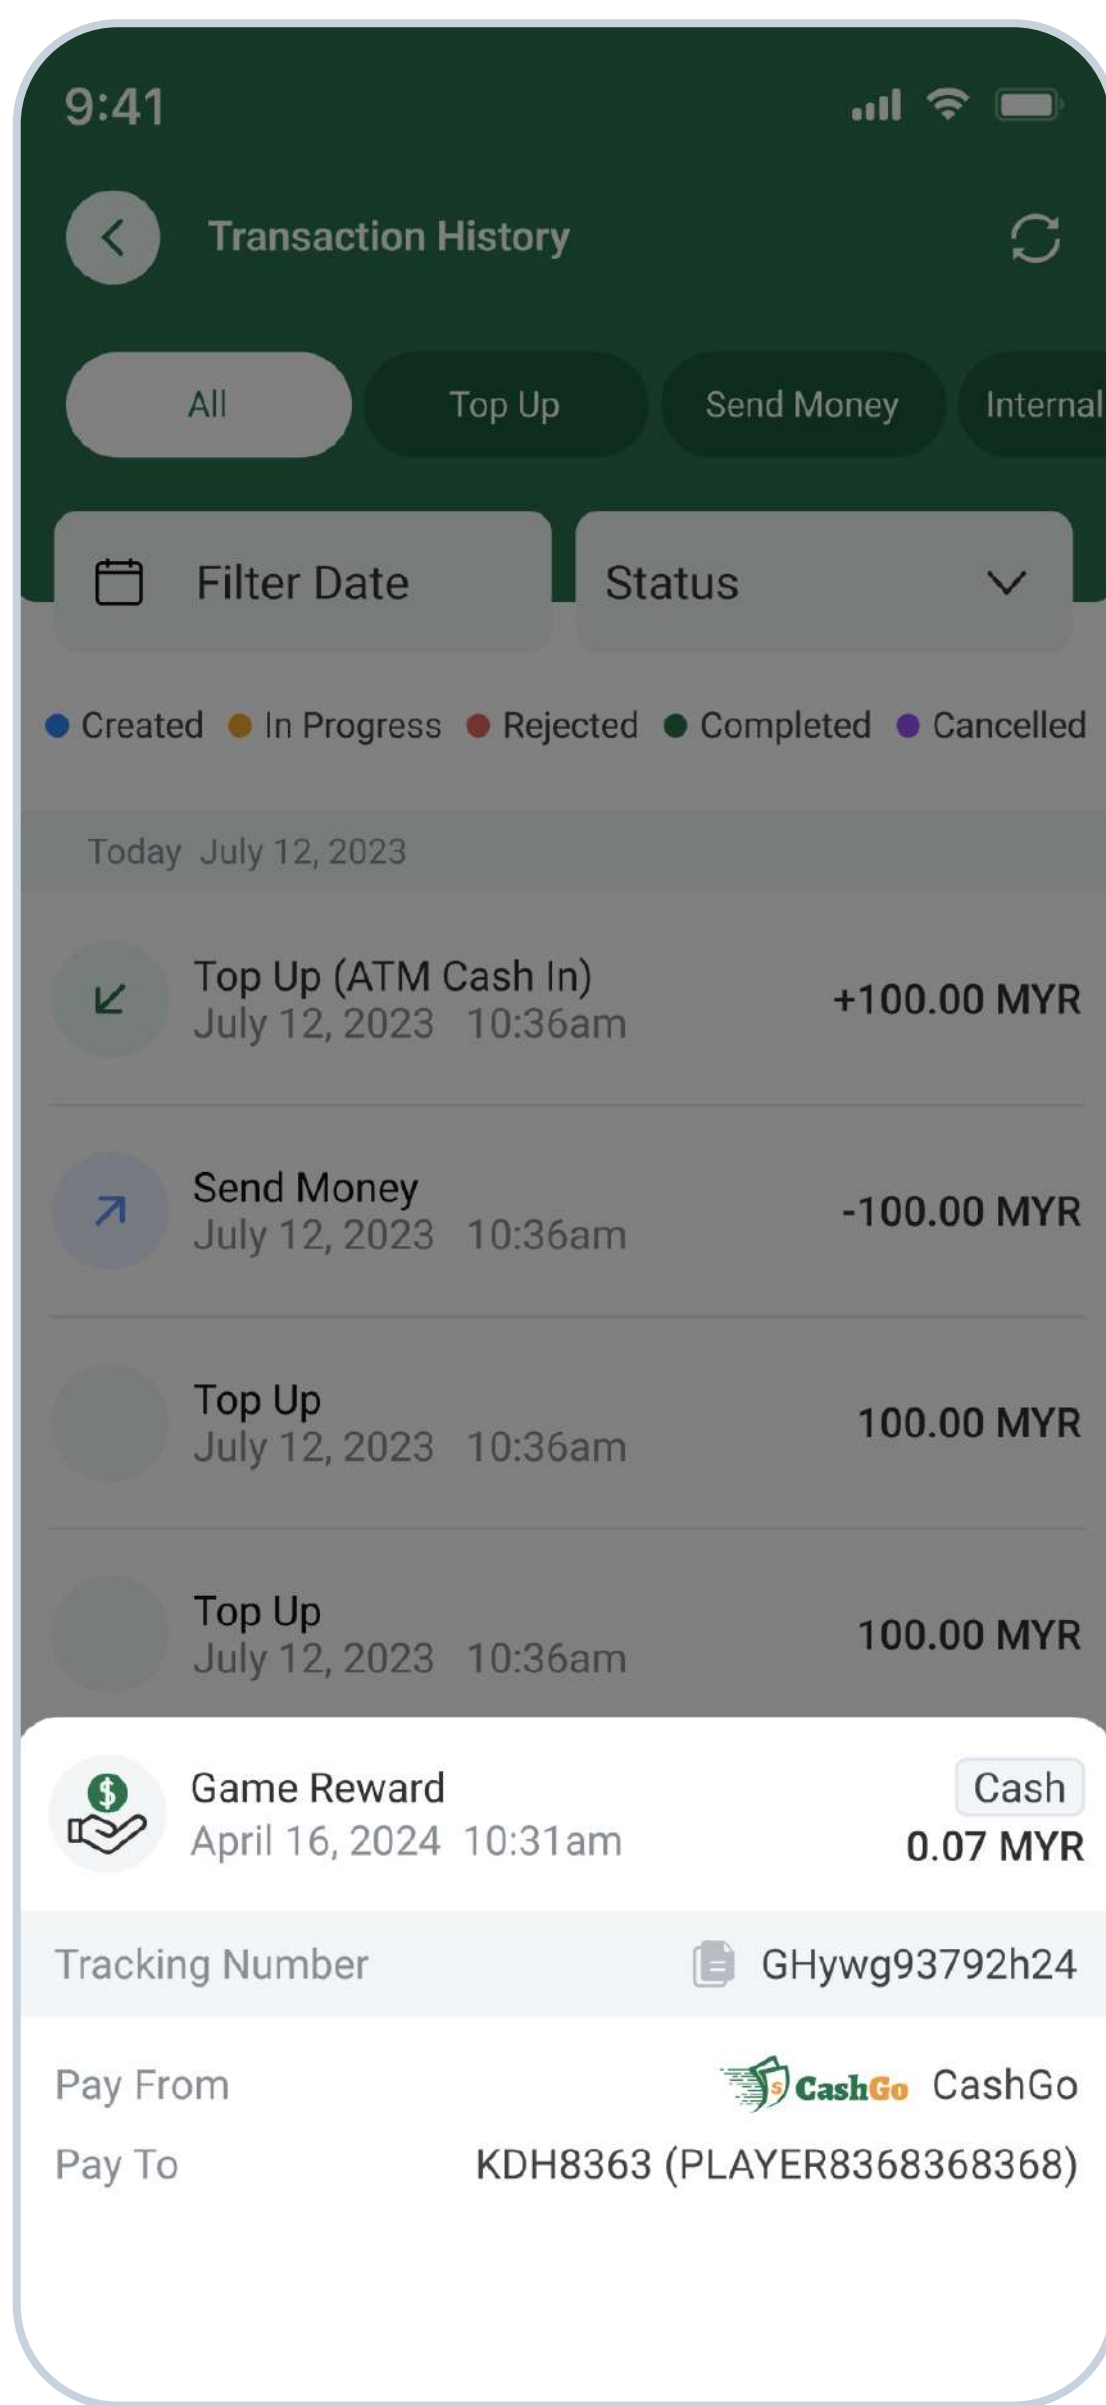 9:41
Transaction History
All Top Up Send Money Internal
Filter Date Status
Created In Progress Rejected Completed Cancelled
Today July 12, 2023
Top Up (ATM Cash In)
July 12, 2023 10:36am
+100.00 MYR
Send Money
July 12, 2023 10:36am
-100.00 MYR
Top Up
July 12, 2023 10:36am
100.00 MYR
Top Up
July 12, 2023 10:36am
100.00 MYR
Game Reward
April 16, 2024 10:31am
Cash
0.07 MYR
Tracking Number GHywg93792h24
Pay From CashGo CashGo
Pay To KDH8363 (PLAYER8368368368)